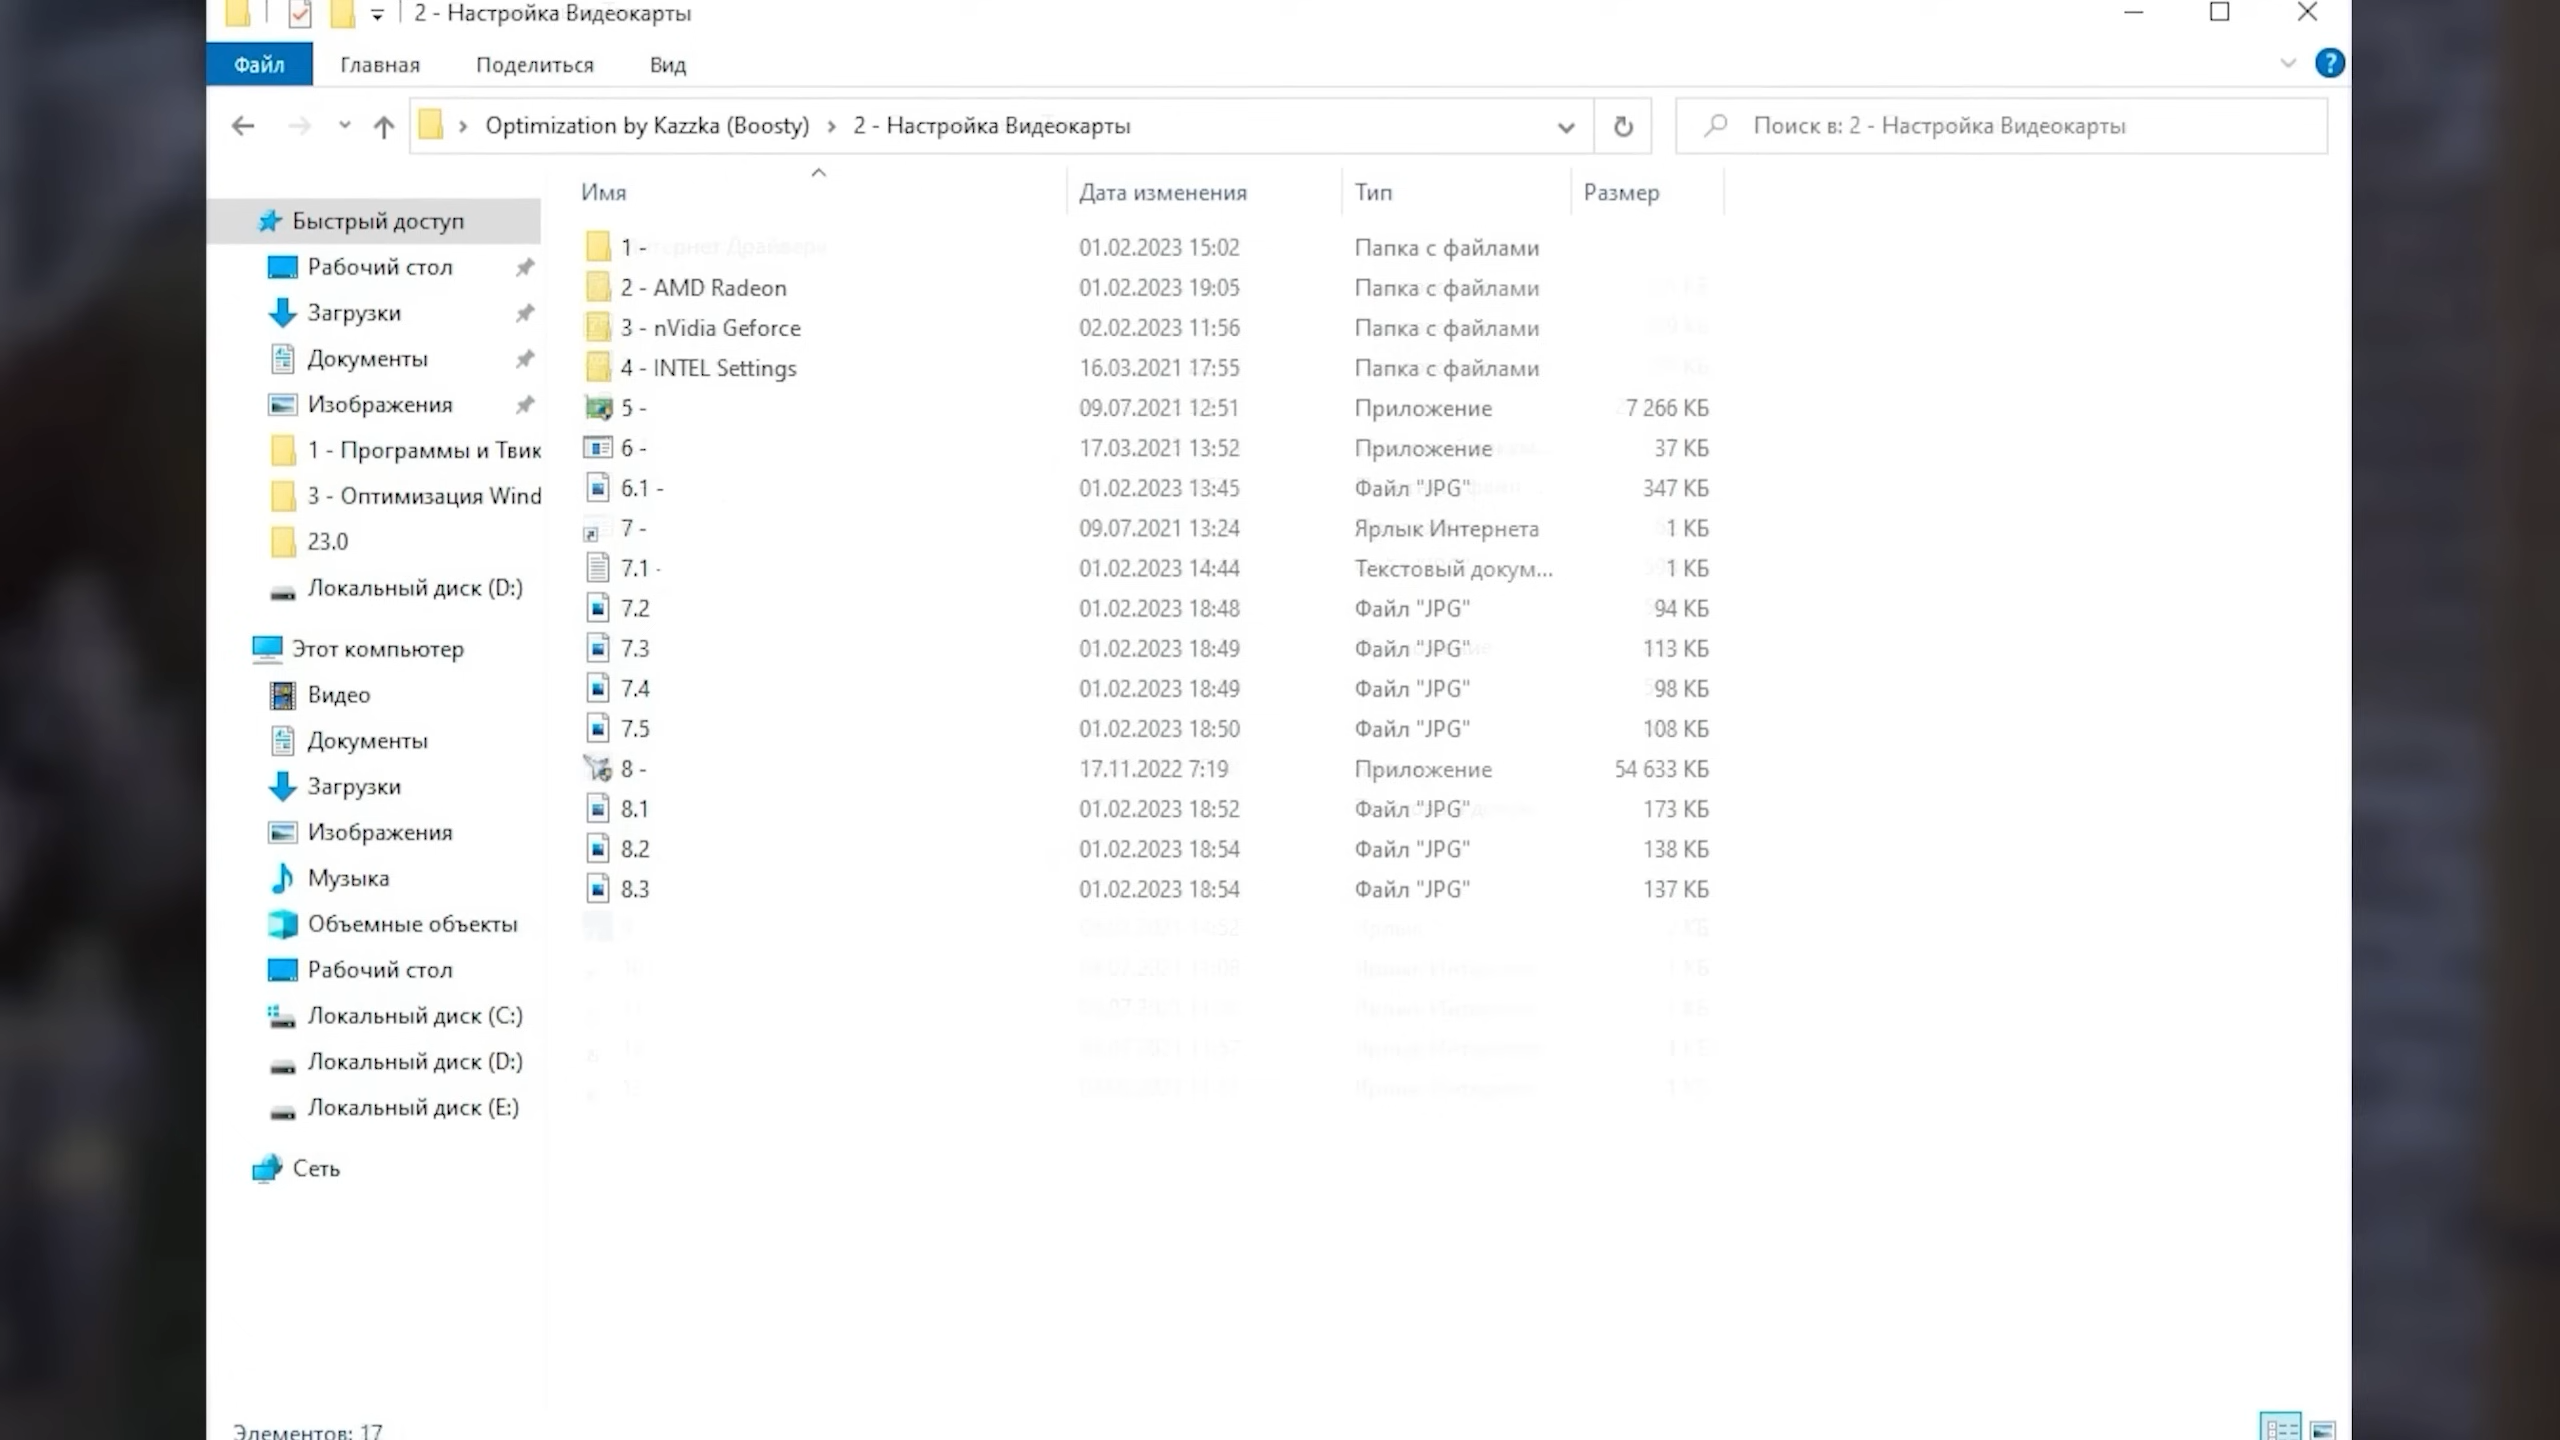 2 - Настройка Видеокарты
Файл Главная Поделиться Вид
Optimization by Kazzka (Boosty) 2 - Настройка Видеокарты Поиск в: 2 - Настройка Видеокарты
Имя Дата изменения Тип Размер
Быстрый доступ
Рабочий стол
Загрузки
Документы
Изображения
1 - Программы и Твик
3 - Оптимизация Wind
23.0
Локальный диск (D:)
Этот компьютер
Видео
Документы
Загрузки
Изображения
Музыка
Объемные объекты
Рабочий стол
Локальный диск (C:)
Локальный диск (D:)
Локальный диск (E:)
Сеть
1 - 01.02.2023 15:02 Папка с файлами
2 - AMD Radeon 01.02.2023 19:05 Папка с файлами
3 - nVidia Geforce 02.02.2023 11:56 Папка с файлами
4 - INTEL Settings 16.03.2021 17:55 Папка с файлами
5 - 09.07.2021 12:51 Приложение 7 266 КБ
6 - 17.03.2021 13:52 Приложение 37 КБ
6.1 - 01.02.2023 13:45 Файл "JPG" 347 КБ
7 - 09.07.2021 13:24 Ярлык Интернета 1 КБ
7.1 - 01.02.2023 14:44 Текстовый докум... 1 КБ
7.2 01.02.2023 18:48 Файл "JPG" 94 КБ
7.3 01.02.2023 18:49 Файл "JPG" 113 КБ
7.4 01.02.2023 18:49 Файл "JPG" 98 КБ
7.5 01.02.2023 18:50 Файл "JPG" 108 КБ
8 - 17.11.2022 7:19 Приложение 54 633 КБ
8.1 01.02.2023 18:52 Файл "JPG" 173 КБ
8.2 01.02.2023 18:54 Файл "JPG" 138 КБ
8.3 01.02.2023 18:54 Файл "JPG" 137 КБ
Элементов: 17